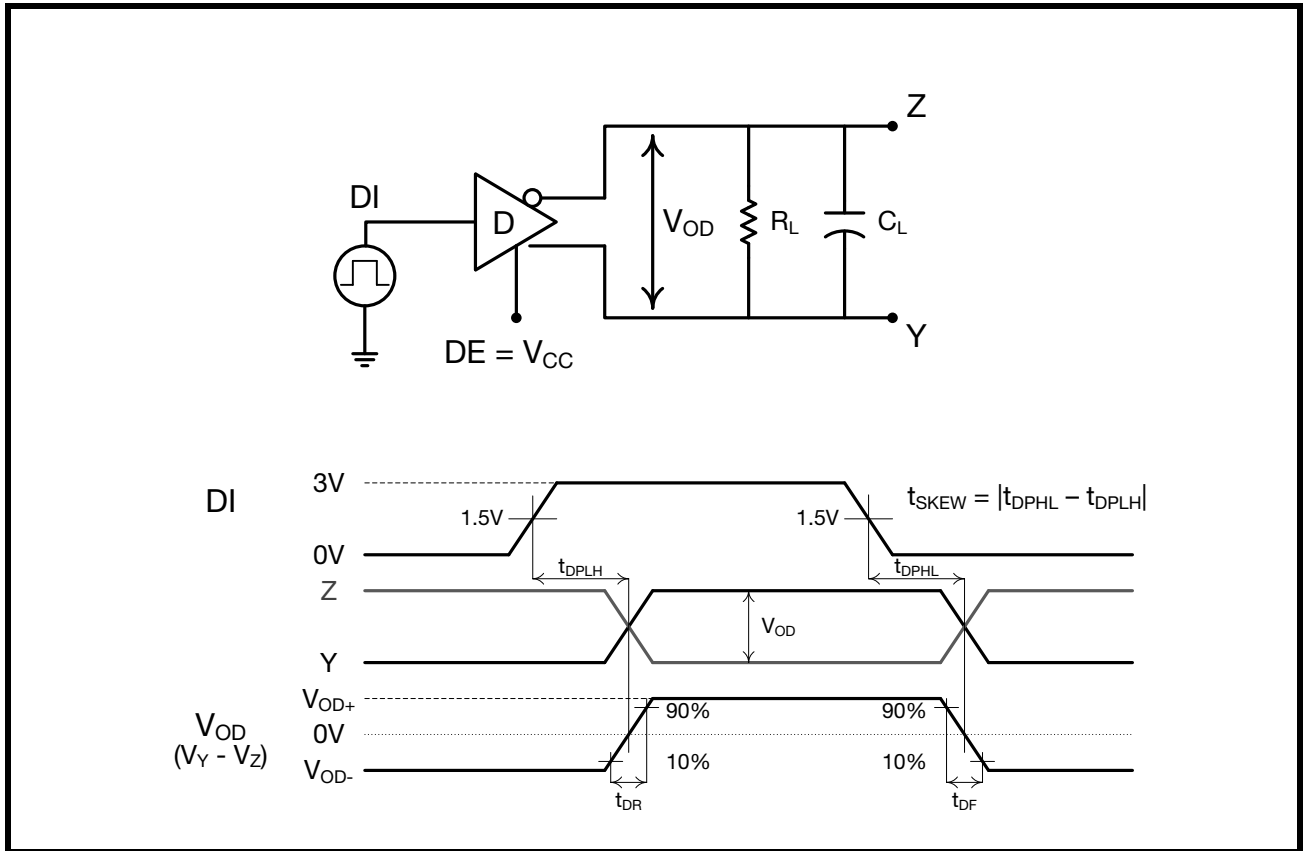 Z
DI
D
V_OD
R_L
C_L
Y
DE = V_CC
DI
3V
1.5V
1.5V
t_SKEW = |t_DPHL – t_DPLH|
0V
t_DPLH
t_DPHL
Z
V_OD
Y
V_OD+
90%
90%
V_OD
0V
(V_Y - V_Z)
10%
10%
V_OD-
t_DR
t_DF